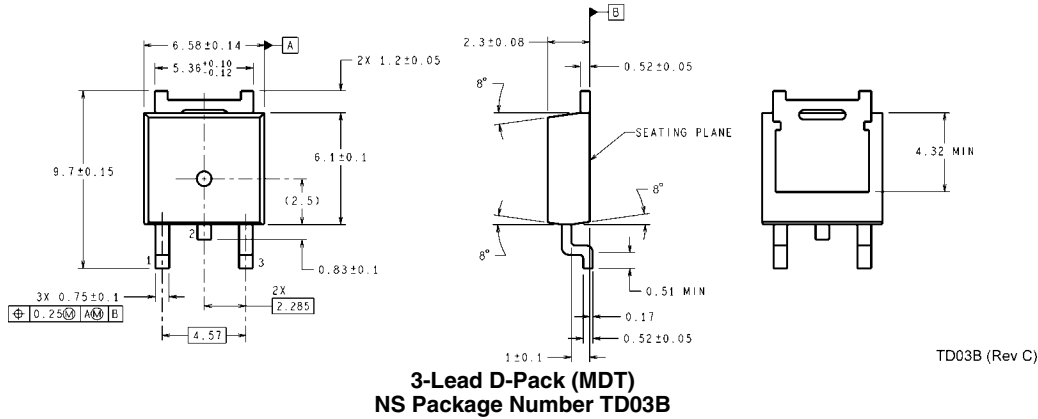 B
6.58±0.14
A
2.3±0.08
5.36 +0.10 -0.12
2X 1.2±0.05
0.52±0.05
8°
SEATING PLANE
9.7±0.15
6.1±0.1
4.32 MIN
(2.5)
8°
2
8°
1
3
0.83±0.1
0.51 MIN
3X 0.75±0.1
2X
⌖ 0.25Ⓜ AⓂ B
2.285
0.17
4.57
0.52±0.05
1±0.1
TD03B (Rev C)
3-Lead D-Pack (MDT)
NS Package Number TD03B